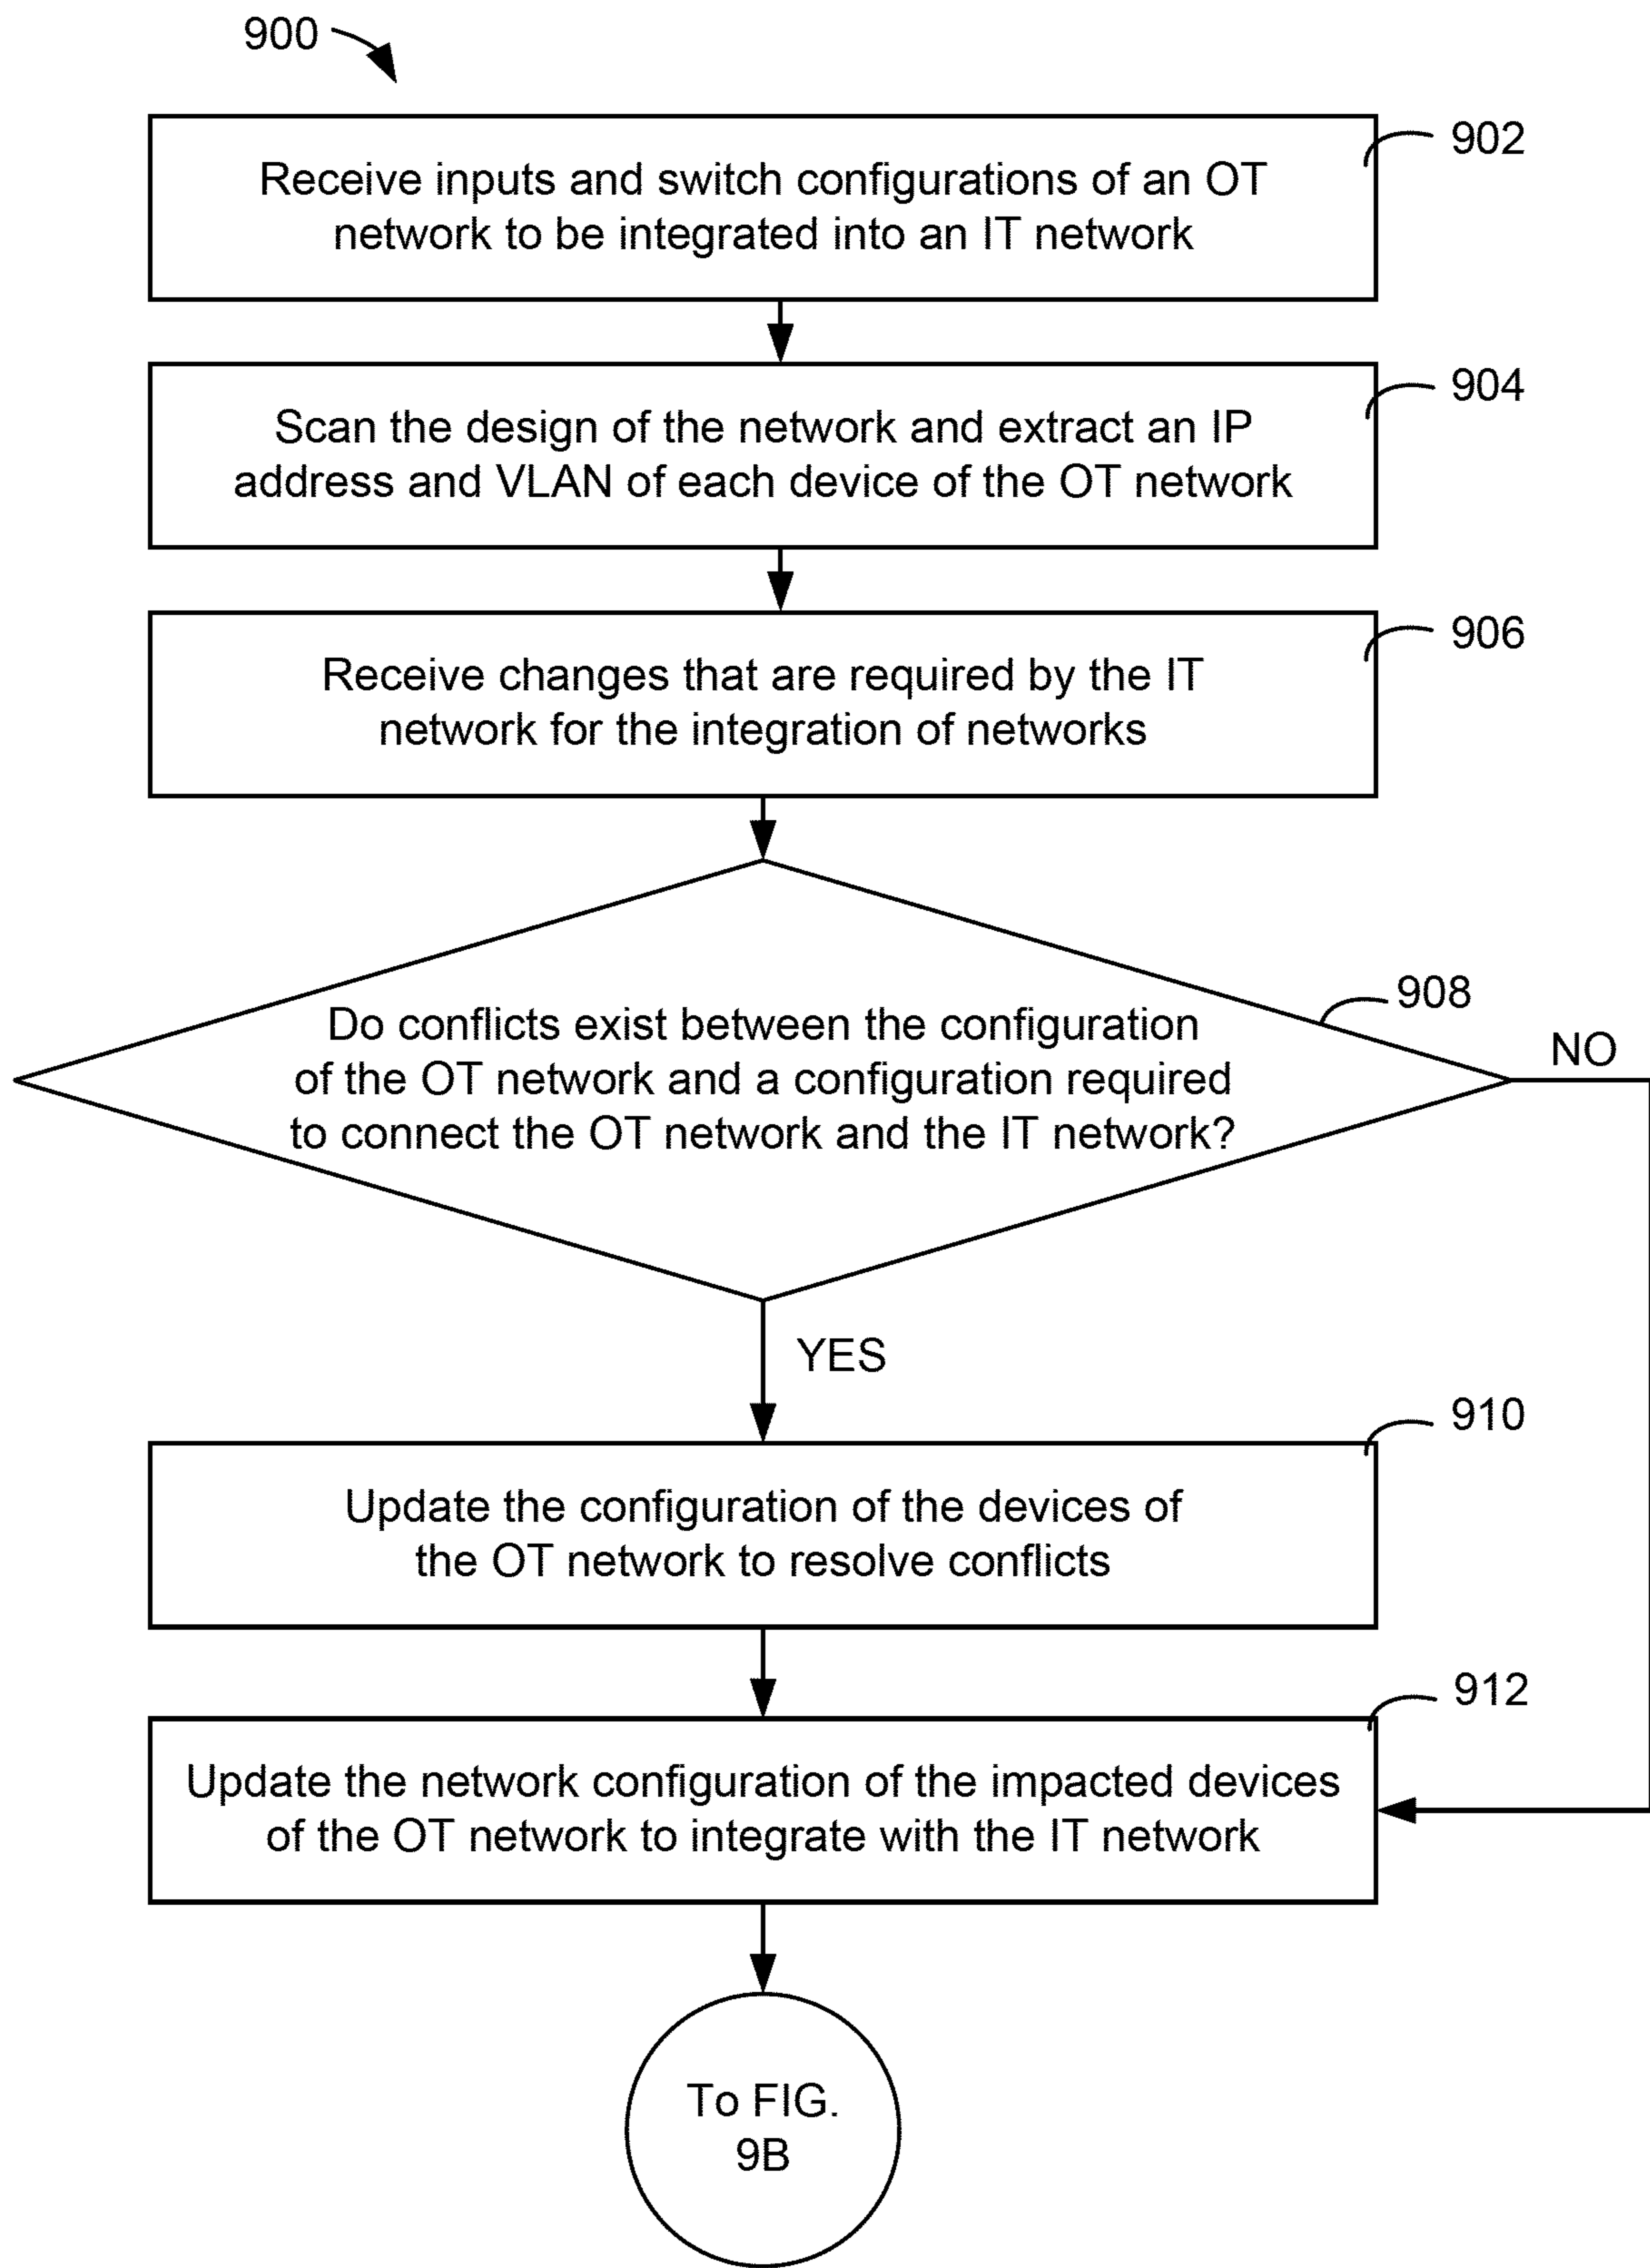 900
902
Receive inputs and switch configurations of an OT
network to be integrated into an IT network
904
Scan the design of the network and extract an IP
address and VLAN of each device of the OT network
906
Receive changes that are required by the IT
network for the integration of networks
908
Do conflicts exist between the configuration
of the OT network and a configuration required
to connect the OT network and the IT network?
NO
YES
910
Update the configuration of the devices of
the OT network to resolve conflicts
912
Update the network configuration of the impacted devices
of the OT network to integrate with the IT network
To FIG.
9B